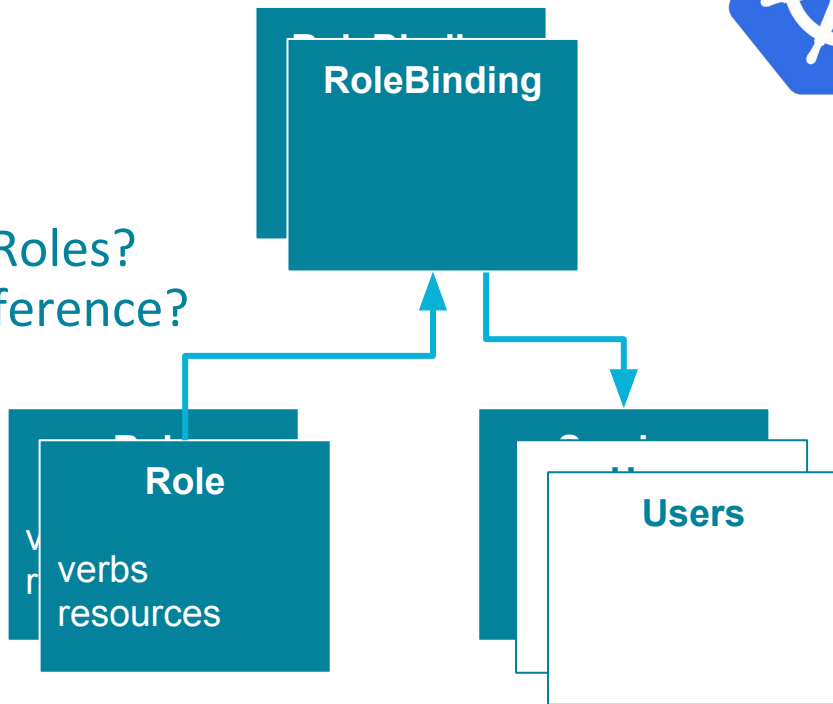 RoleBinding
Roles?
ference?
Role
verbs
resources
Users